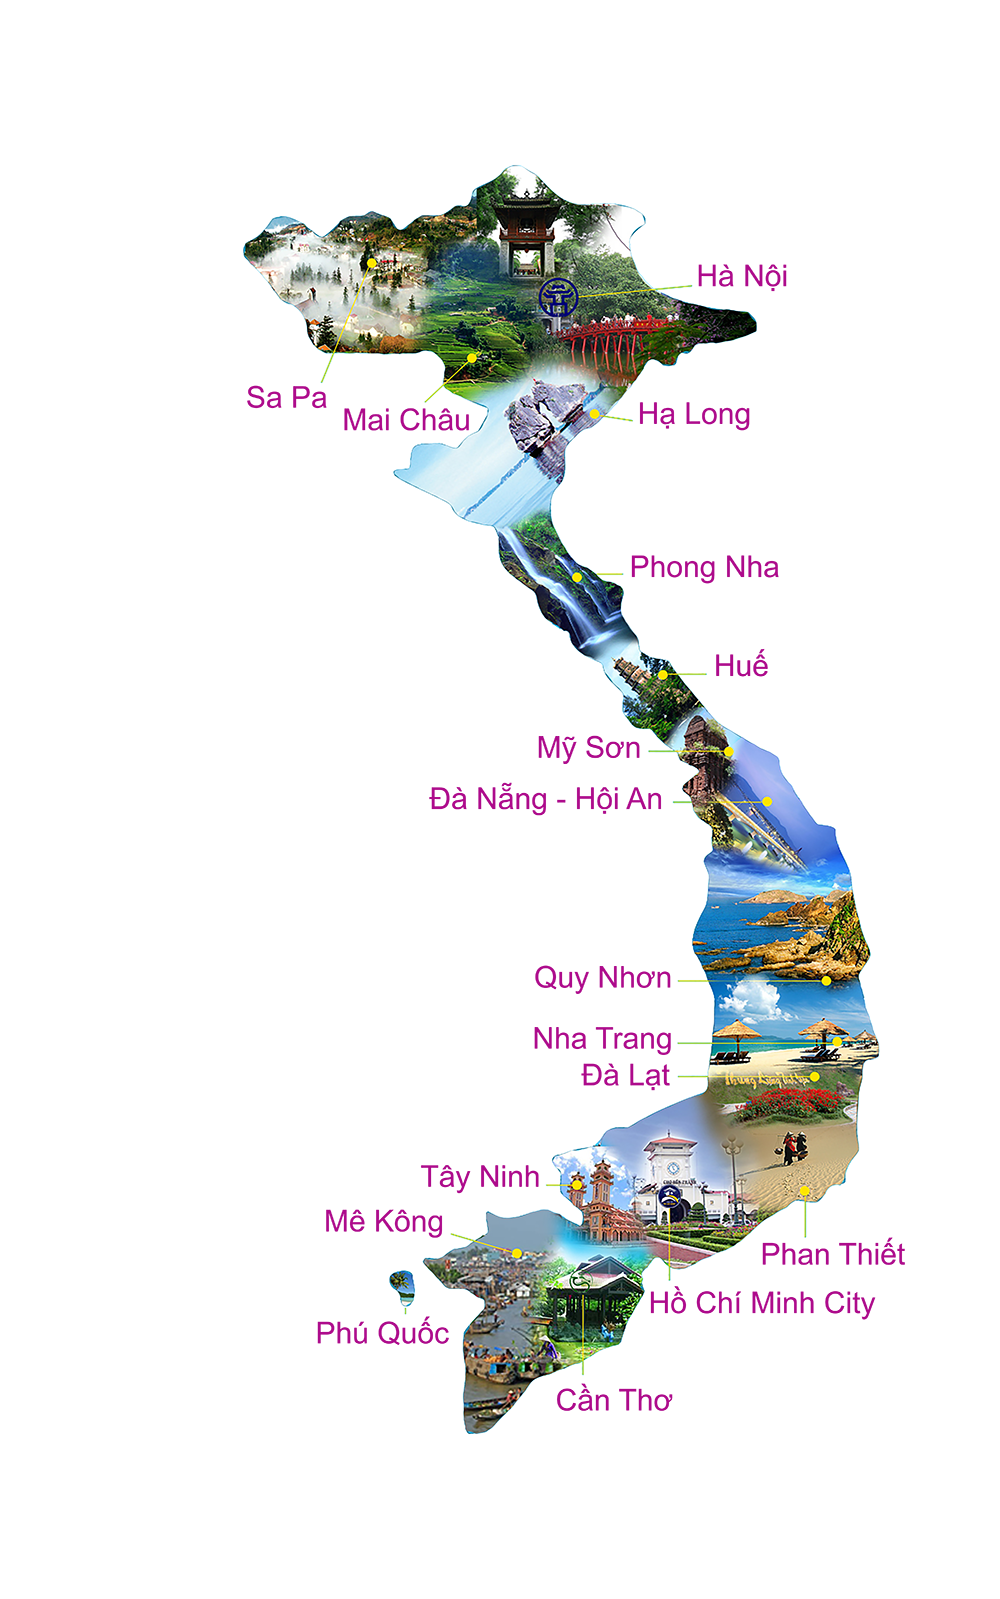 Hà Nội
Sa Pa
Mai Châu
Hạ Long
Phong Nha
Huế
Mỹ Sơn
Đà Nẵng - Hội An
Quy Nhơn
Nha Trang
Đà Lạt
Tây Ninh
Mê Kông
Phan Thiết
Hồ Chí Minh City
Phú Quốc
Cần Thơ